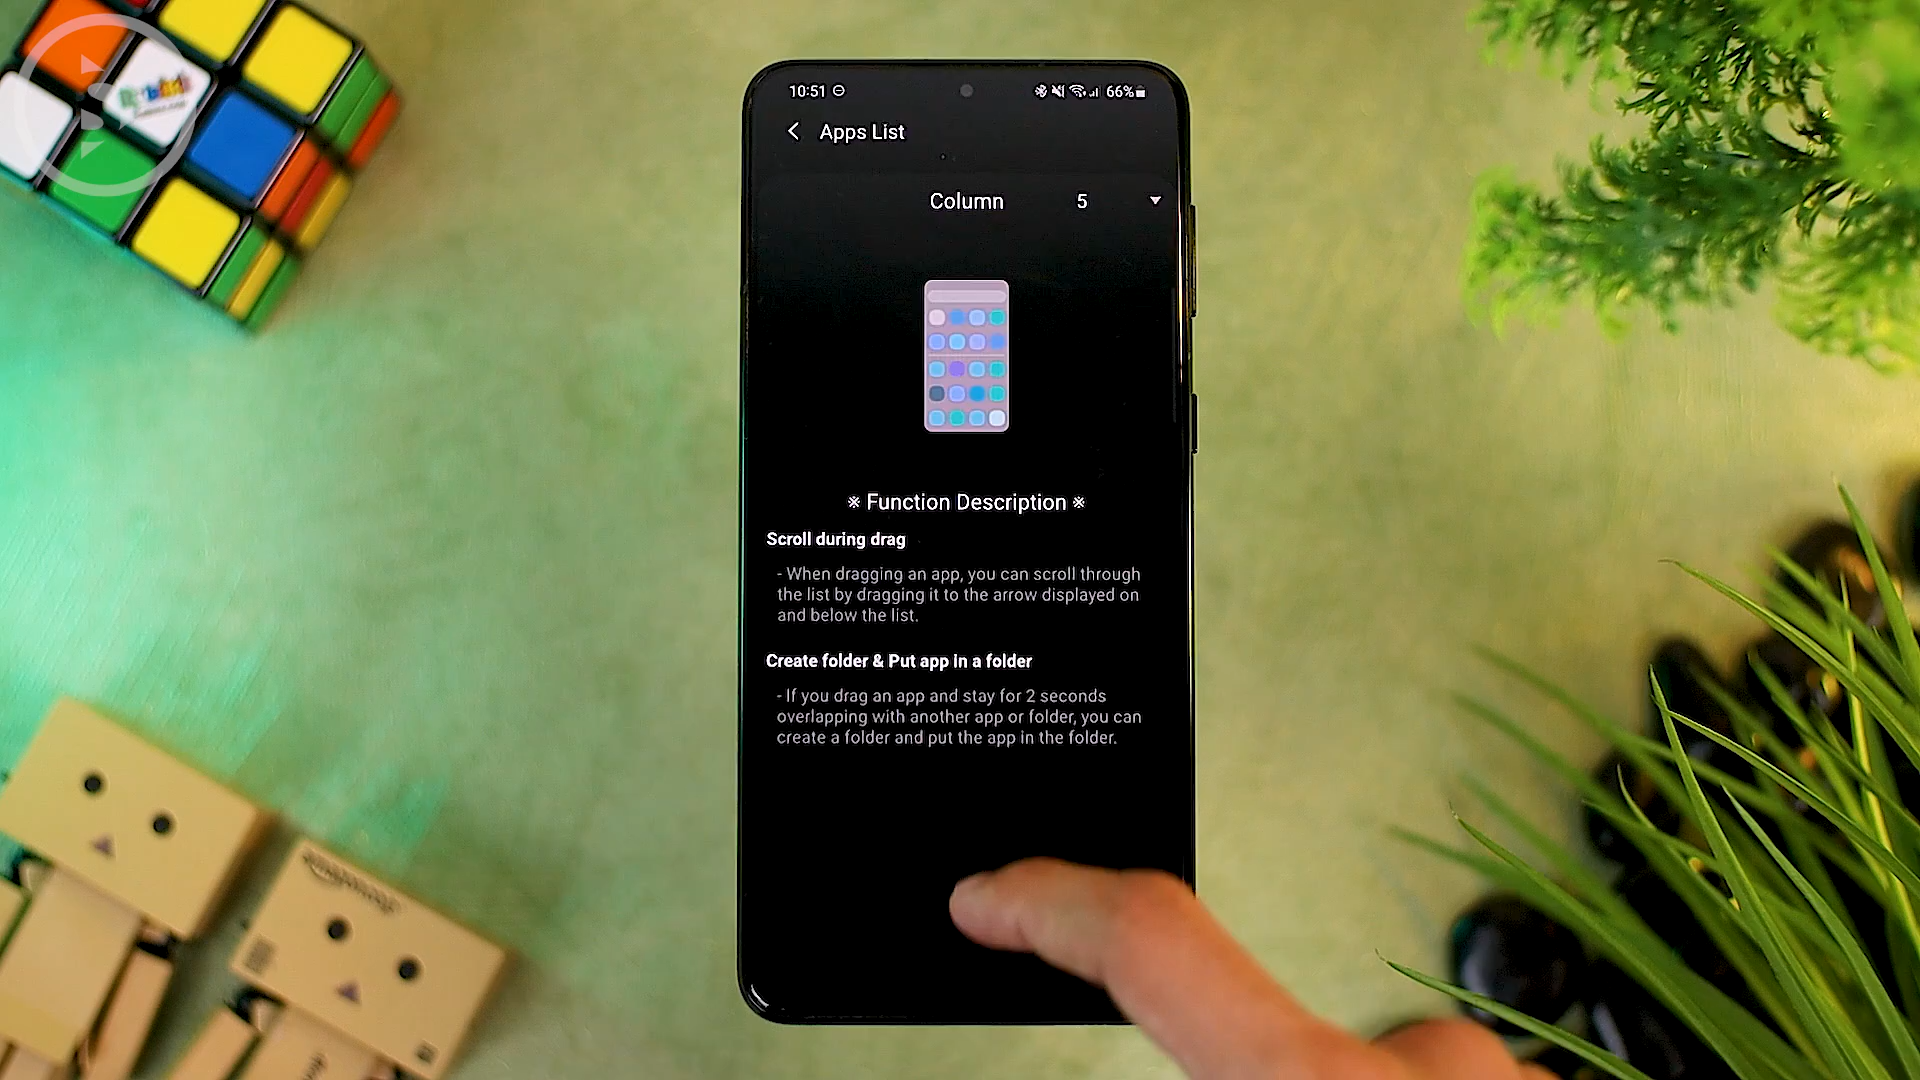 10:51
66%
Apps List
Column 5
※ Function Description ※
Scroll during drag
- When dragging an app, you can scroll through
the list by dragging it to the arrow displayed on
and below the list.
Create folder & Put app in a folder
- If you drag an app and stay for 2 seconds
overlapping with another app or folder, you can
create a folder and put the app in the folder.